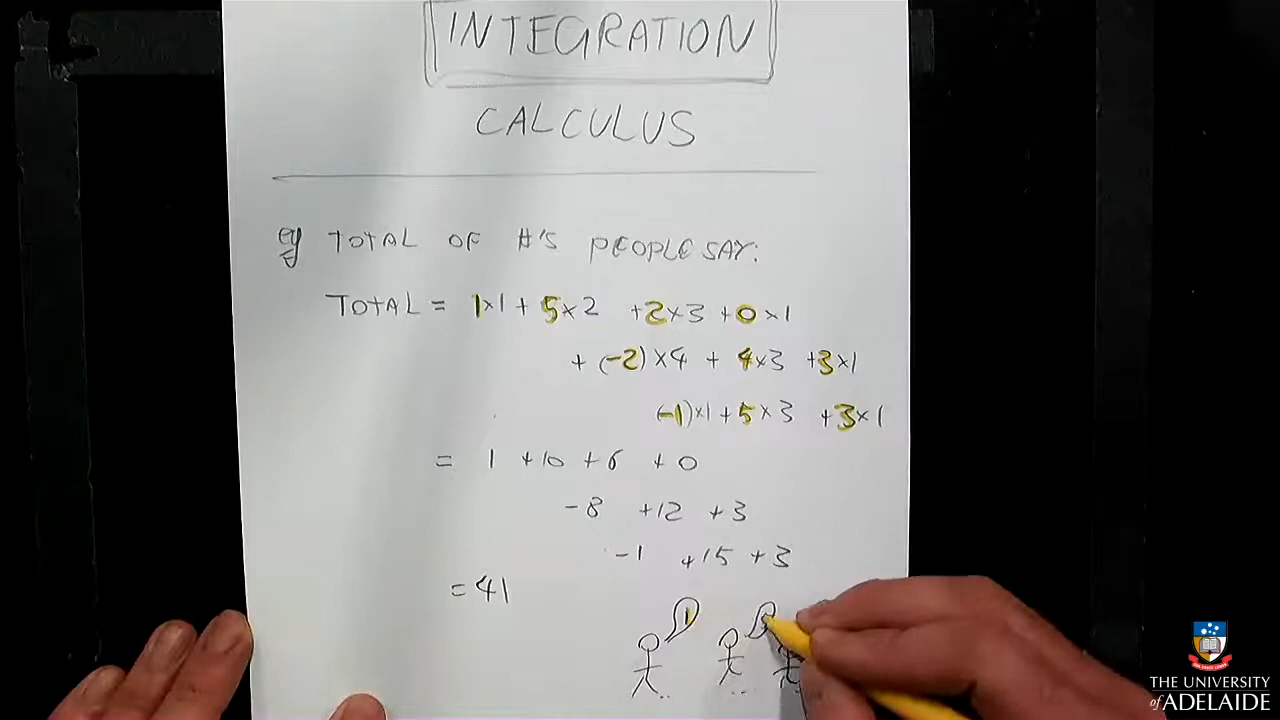 INTEGRATION
CALCULUS
eg TOTAL OF #'S PEOPLE SAY:
TOTAL = 1×1 + 5×2 +2×3 +0×1
+ (-2)×4 + 4×3 +3×1
(-1)×1 + 5×3 +3×1
= 1 +10 +6 +0
-8 +12 +3
-1 +15 +3
= 41
1
THE UNIVERSITY
of ADELAIDE